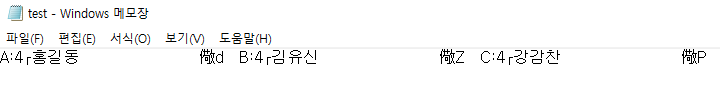 test - Windows 메모장
파일(F) 편집(E) 서식(O) 보기(V) 도움말(H)
A:4┌홍길동 儆d B:4┌김유신 儆Z C:4┌강감찬 儆P